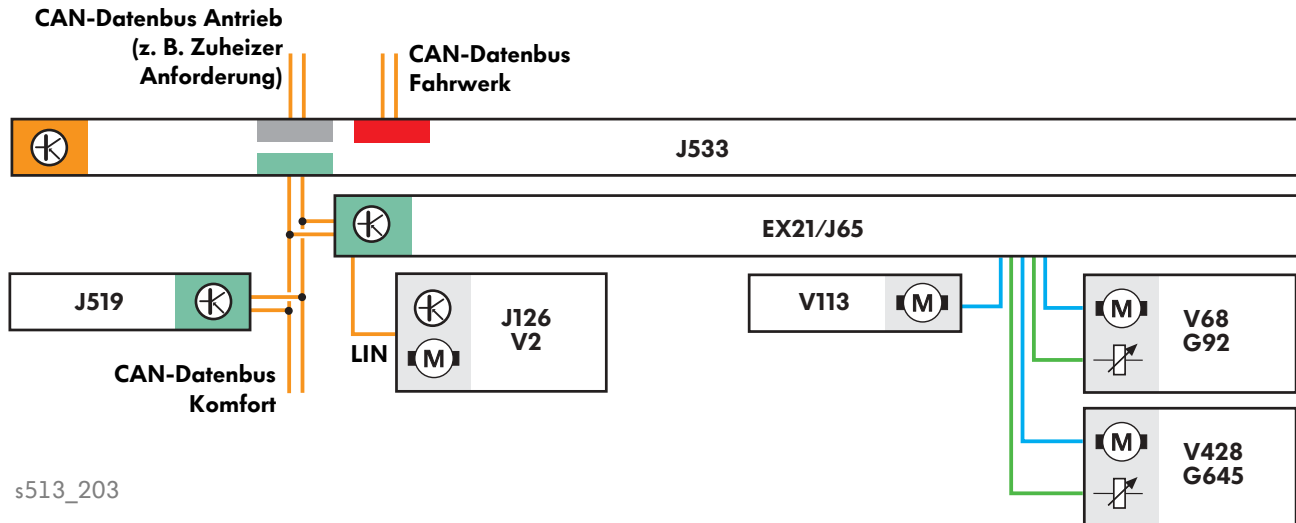 CAN-Datenbus Antrieb
(z. B. Zuheizer
Anforderung)
CAN-Datenbus
Fahrwerk
J533
EX21/J65
J519
J126
V2
LIN
V113
M
M
M
V68
G92
CAN-Datenbus
Komfort
M
V428
G645
s513_203